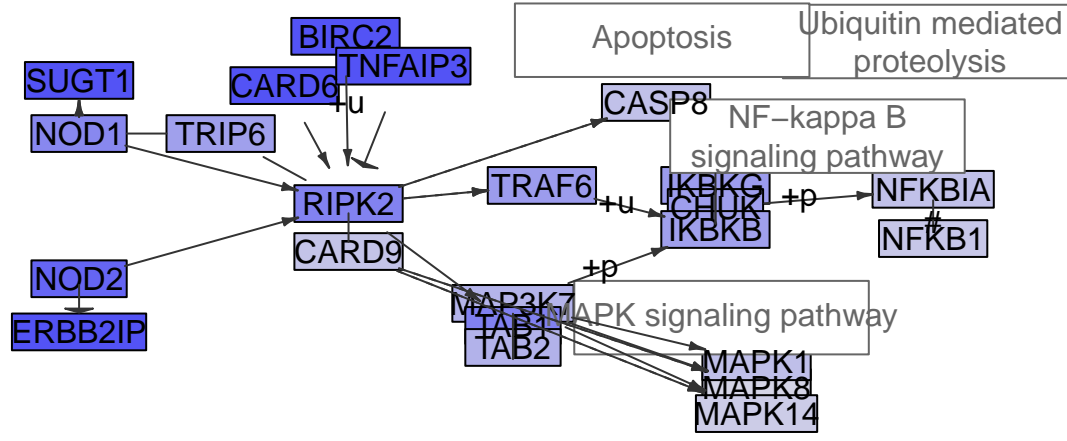 BIRC2
Apoptosis
Ubiquitin mediated
proteolysis
SUGT1
TNFAIP3
CARD6
+u
CASP8
NOD1
TRIP6
NF−kappa B
signaling pathway
RIPK2
TRAF6
+u
IKBKG
CHUK
IKBKB
+p
NFKBIA
#
NFKB1
CARD9
NOD2
+p
MAP3K7
TAB1
TAB2
MAPK signaling pathway
ERBB2IP
MAPK1
MAPK8
MAPK14